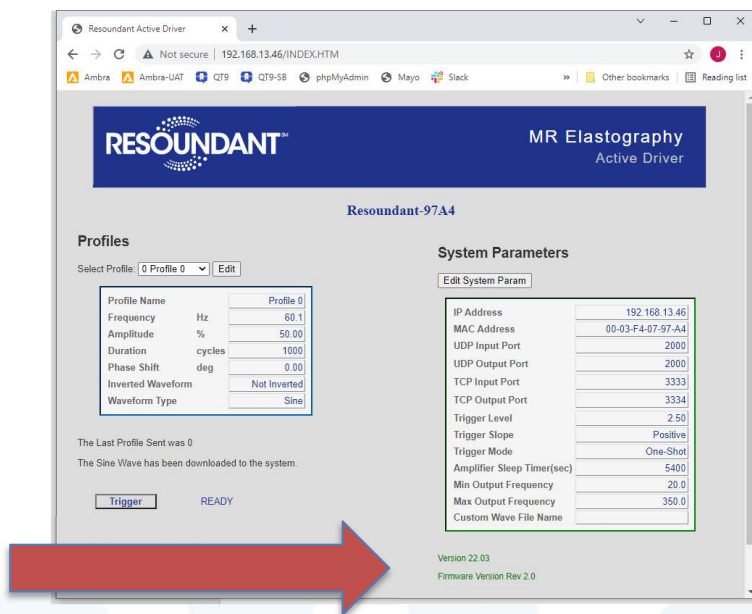 Resoundant Active Driver
Not secure | 192.168.13.46/INDEX.HTM
J
Ambra Ambra-UAT QT9 QT9-SB phpMyAdmin Mayo Slack » Other bookmarks Reading list
RESOUNDANT™
MR Elastography
Active Driver
Resoundant-97A4
Profiles
Select Profile: 0 Profile 0 Edit
Profile Name Profile 0
Frequency Hz 60.1
Amplitude % 50.00
Duration cycles 1000
Phase Shift deg 0.00
Inverted Waveform Not Inverted
Waveform Type Sine
The Last Profile Sent was 0
The Sine Wave has been downloaded to the system.
Trigger READY
System Parameters
Edit System Param
IP Address 192.168.13.46
MAC Address 00-03-F4-07-97-A4
UDP Input Port 2000
UDP Output Port 2000
TCP Input Port 3333
TCP Output Port 3334
Trigger Level 2.50
Trigger Slope Positive
Trigger Mode One-Shot
Amplifier Sleep Timer(sec) 5400
Min Output Frequency 20.0
Max Output Frequency 350.0
Custom Wave File Name
Version 22.03
Firmware Version Rev 2.0